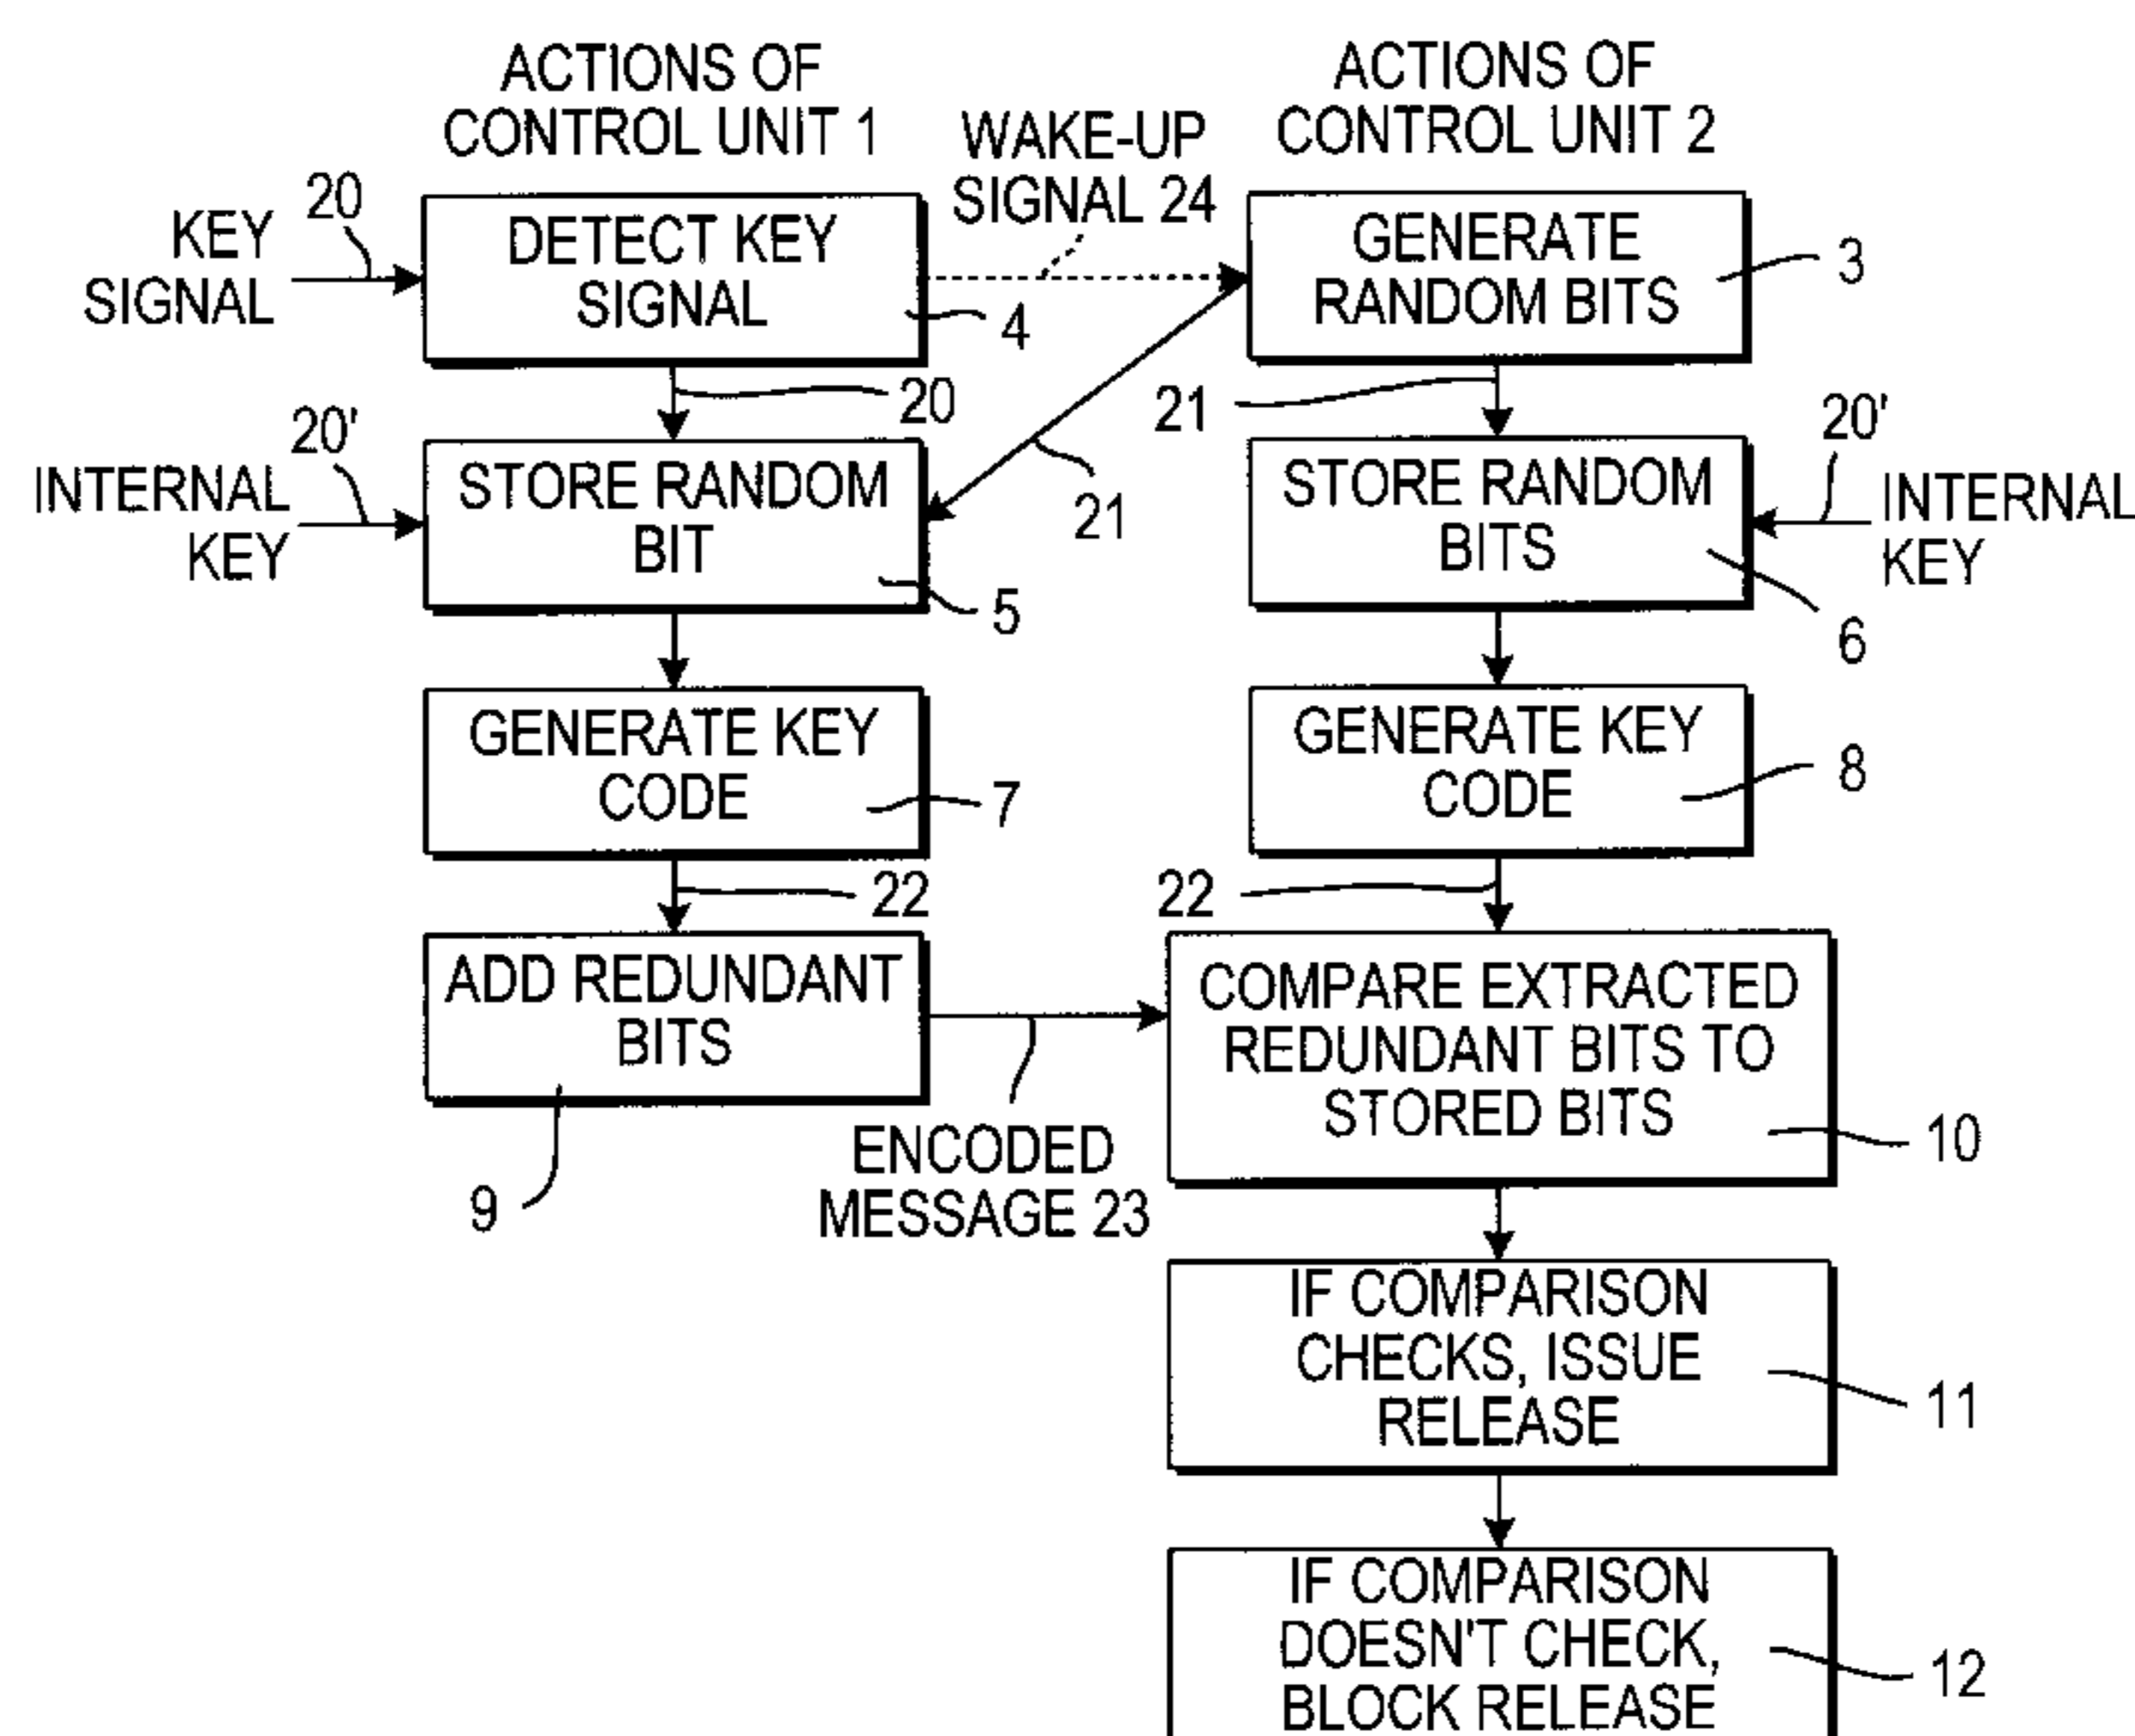 ACTIONS OF
CONTROL UNIT 1
ACTIONS OF
CONTROL UNIT 2
WAKE-UP
SIGNAL 24
KEY
SIGNAL
20
DETECT KEY
SIGNAL
4
GENERATE
RANDOM BITS
3
20
21
21
INTERNAL
KEY
20'
STORE RANDOM
BIT
5
STORE RANDOM
BITS
6
20'
INTERNAL
KEY
GENERATE KEY
CODE
7
GENERATE KEY
CODE
8
22
22
ADD REDUNDANT
BITS
9
ENCODED
MESSAGE 23
COMPARE EXTRACTED
REDUNDANT BITS TO
STORED BITS
10
IF COMPARISON
CHECKS, ISSUE
RELEASE
11
IF COMPARISON
DOESN'T CHECK,
BLOCK RELEASE
12